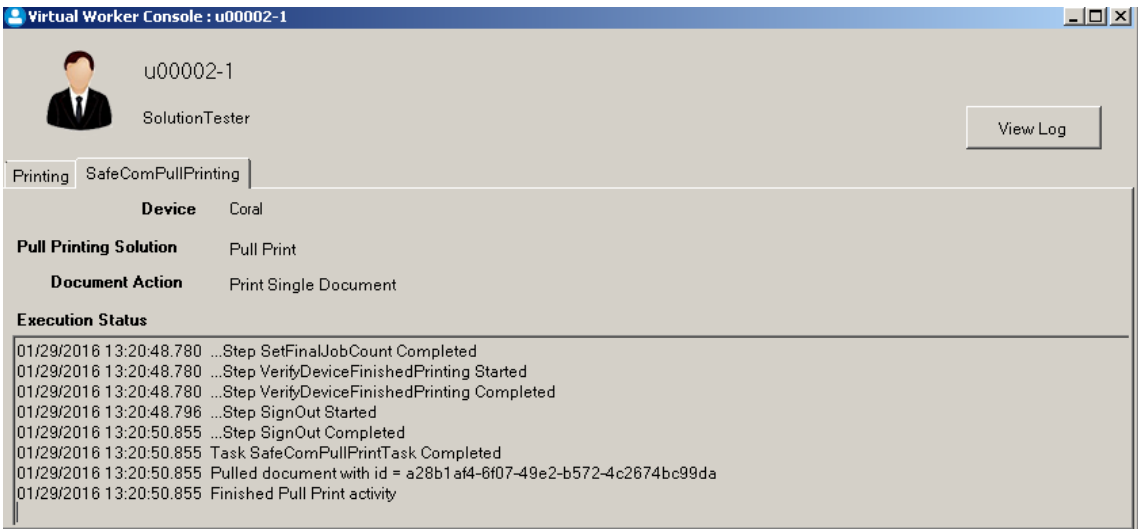 Virtual Worker Console : u00002-1
u00002-1
SolutionTester
View Log
Printing SafeComPullPrinting
Device Coral
Pull Printing Solution Pull Print
Document Action Print Single Document
Execution Status
01/29/2016 13:20:48.780 ...Step SetFinalJobCount Completed
01/29/2016 13:20:48.780 ...Step VerifyDeviceFinishedPrinting Started
01/29/2016 13:20:48.780 ...Step VerifyDeviceFinishedPrinting Completed
01/29/2016 13:20:48.796 ...Step SignOut Started
01/29/2016 13:20:50.855 ...Step SignOut Completed
01/29/2016 13:20:50.855 Task SafeComPullPrintTask Completed
01/29/2016 13:20:50.855 Pulled document with id = a28b1af4-6f07-49e2-b572-4c2674bc99da
01/29/2016 13:20:50.855 Finished Pull Print activity